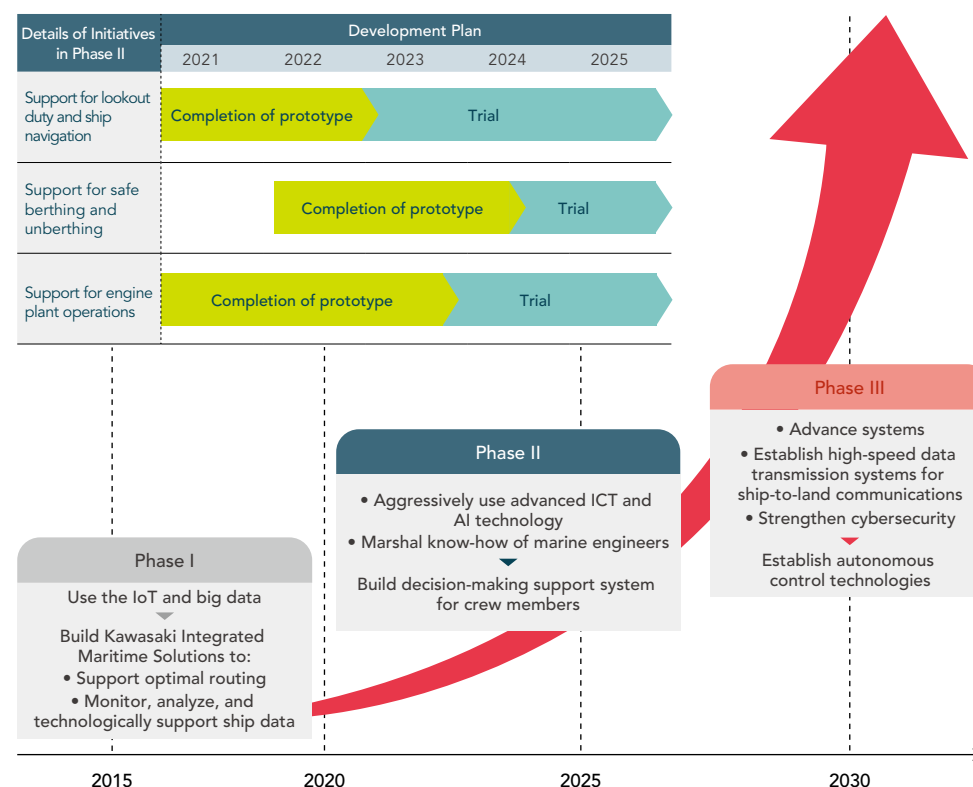 Details of Initiatives
in Phase II
Development Plan
2021 2022 2023 2024 2025
Support for lookout
duty and ship
navigation
Completion of prototype
Trial
Support for safe
berthing and
unberthing
Completion of prototype
Trial
Support for engine
plant operations
Completion of prototype
Trial
Phase I
Use the IoT and big data
Build Kawasaki Integrated
Maritime Solutions to:
• Support optimal routing
• Monitor, analyze, and
technologically support ship data
Phase II
• Aggressively use advanced ICT and
AI technology
• Marshal know-how of marine engineers
Build decision-making support system
for crew members
Phase III
• Advance systems
• Establish high-speed data
transmission systems for
ship-to-land communications
• Strengthen cybersecurity
Establish autonomous
control technologies
2015 2020 2025 2030